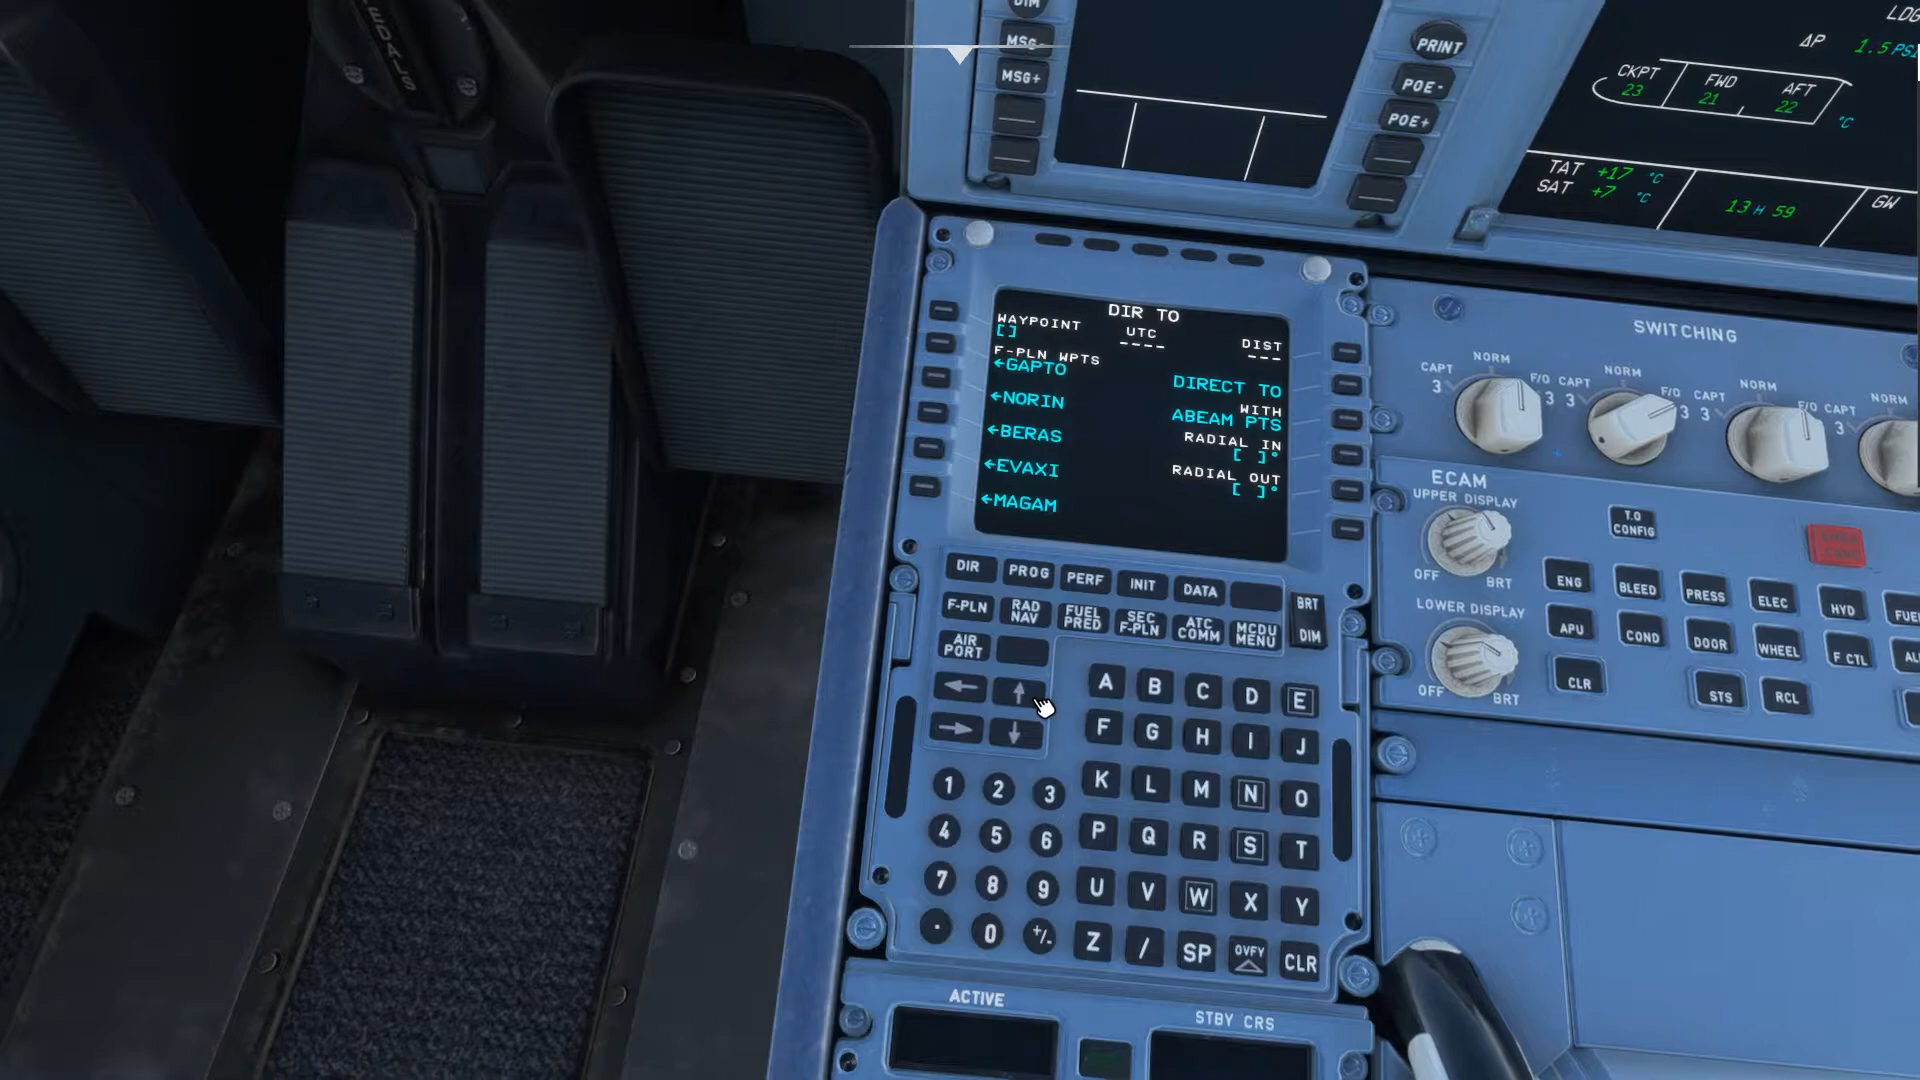 DIM
MSG-
MSG+
PRINT
POE-
POE+
LDG
ΔP 1.5 PSI
CKPT FWD AFT
23 21 22 °C
TAT +17 °C
SAT +7 °C
13 H 59
GW
DIR TO
WAYPOINT UTC DIST
[ ] ---- ---
F-PLN WPTS
←GAPTO DIRECT TO
WITH
←NORIN ABEAM PTS
RADIAL IN
←BERAS [ ]°
RADIAL OUT
←EVAXI [ ]°
←MAGAM
DIR PROG PERF INIT DATA
BRT
DIM
F-PLN RAD NAV FUEL PRED SEC F-PLN ATC COMM MCDU MENU
AIR PORT
← ↑
→ ↓
A B C D E
F G H I J
K L M N O
P Q R S T
U V W X Y
Z / SP OVFY CLR
1 2 3
4 5 6
7 8 9
. 0 +/-
ACTIVE
STBY CRS
SWITCHING
NORM NORM NORM NORM
CAPT 3 F/O 3 CAPT 3 F/O 3 CAPT 3 F/O 3 CAPT 3
ECAM
UPPER DISPLAY
OFF BRT
T.O CONFIG
LOWER DISPLAY
OFF BRT
ENG BLEED PRESS ELEC HYD FUEL
APU COND DOOR WHEEL F CTL
CLR STS RCL